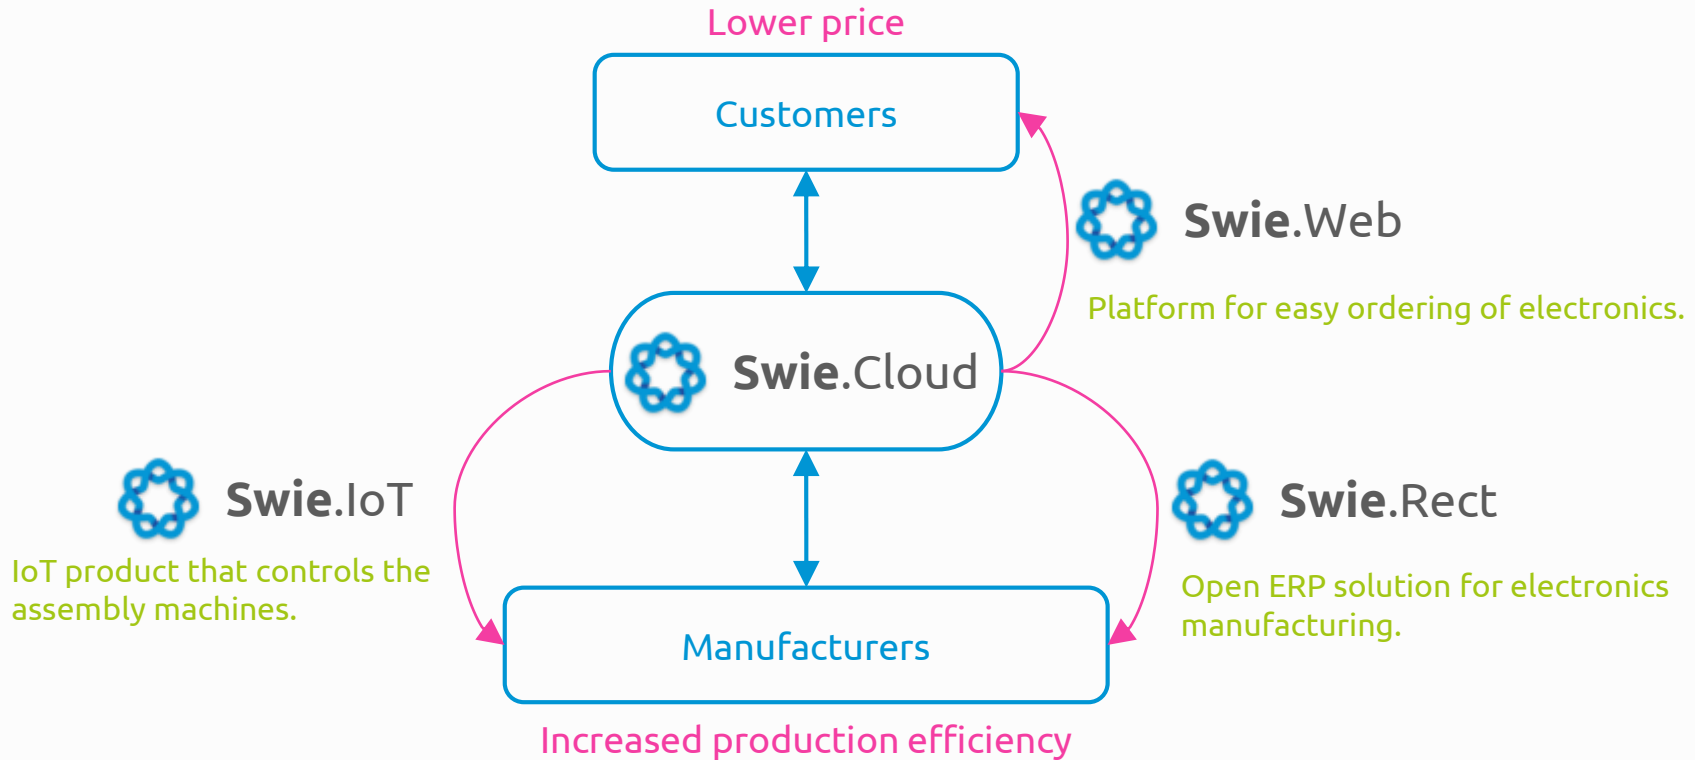 Lower price
Customers
Swie.Web
Platform for easy ordering of electronics.
Swie.Cloud
Swie.IoT
IoT product that controls the
assembly machines.
Swie.Rect
Open ERP solution for electronics
manufacturing.
Manufacturers
Increased production efficiency